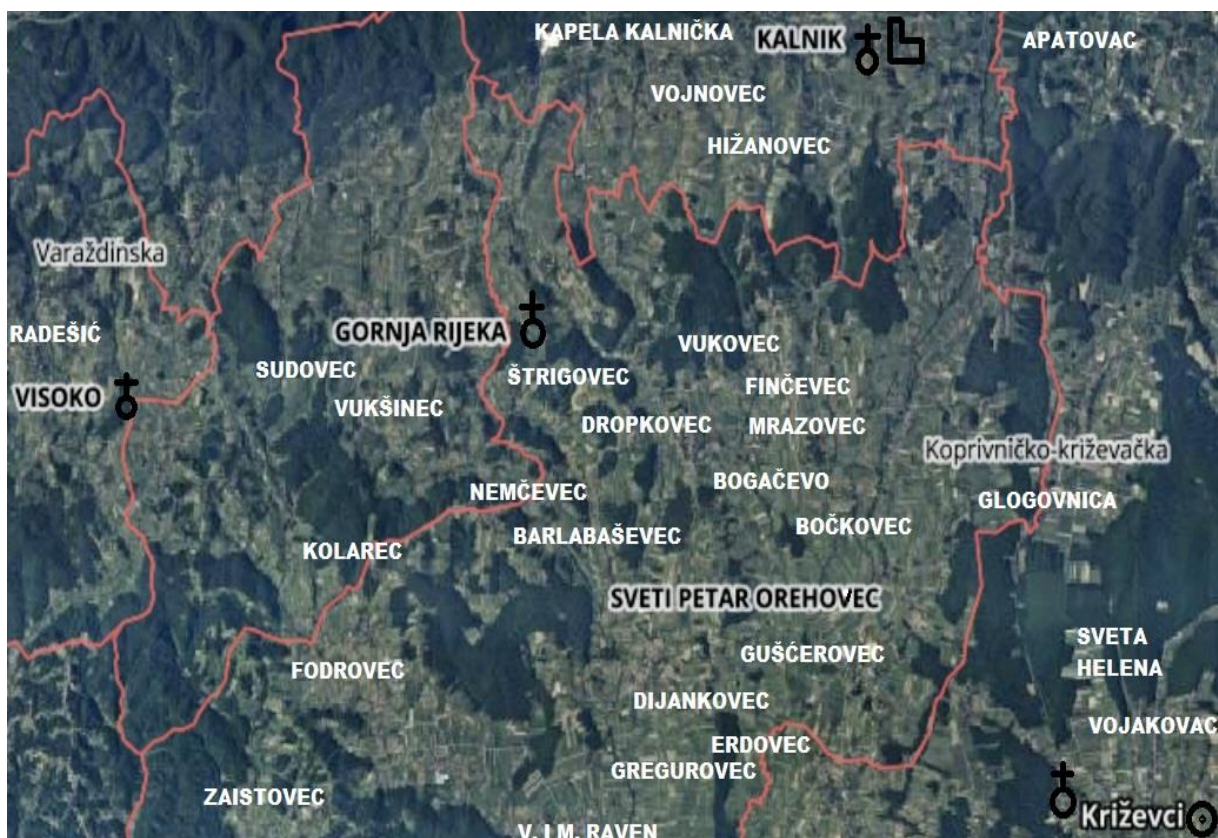 KAPELA KALNIČKA
KALNIK
APATOVAC
VOJNOVEC
HIŽANOVEC
Varaždinska
RADEŠIĆ
GORNJA RIJEKA
VUKOVEC
SUDOVEC
ŠTRIGOVEC
FINČEVEC
VISOKO
VUKŠINEC
DROPKOVEC
MRAZOVEC
Koprivničko-križevačka
BOGAČEVO
NEMČEVEC
GLOGOVNICA
BARLABAŠEVEC
BOČKOVEC
KOLAREC
SVETI PETAR OREHOVEC
SVETA
HELENA
GUŠĆEROVEC
FODROVEC
DIJANKOVEC
VOJAKOVAC
ERDOVEC
GREGUROVEC
ZAISTOVEC
Križevci
V. I M. RAVEN